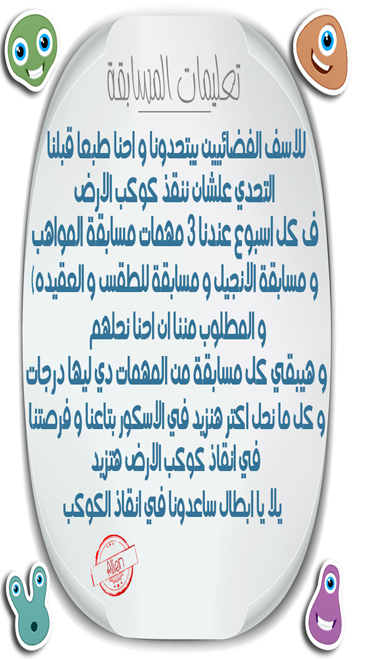 تعليمات المسابقة
للاسف الفضائيين بيتحدونا و احنا طبعا قبلنا
التحدي علشان ننقذ كوكب الارض
ف كل اسبوع عندنا 3 مهمات مسابقة المواهب
و مسابقة الانجيل و مسابقة للطقس و العقيده)
و المطلوب مننا ان احنا نحلهم
و هيبقي كل مسابقة من المهمات دي ليها درجات
و كل ما نحل اكتر هنزيد في الاسكور بتاعنا و فرصتنا
في انقاذ كوكب الارض هتزيد
يلا يا ابطال ساعدونا في انقاذ الكوكب
Alien